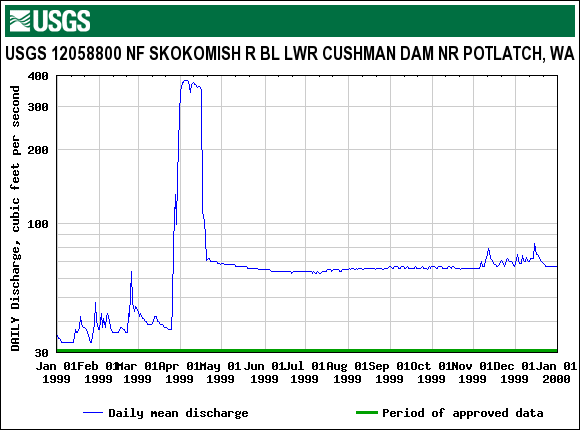 USGS
USGS 12058800 NF SKOKOMISH R BL LWR CUSHMAN DAM NR POTLATCH, WA
DAILY Discharge, cubic feet per second
400
300
200
100
30
Jan 01 Feb 01 Mar 01 Apr 01 May 01 Jun 01 Jul 01 Aug 01 Sep 01 Oct 01 Nov 01 Dec 01 Jan 01
1999 1999 1999 1999 1999 1999 1999 1999 1999 1999 1999 1999 2000
Daily mean discharge Period of approved data